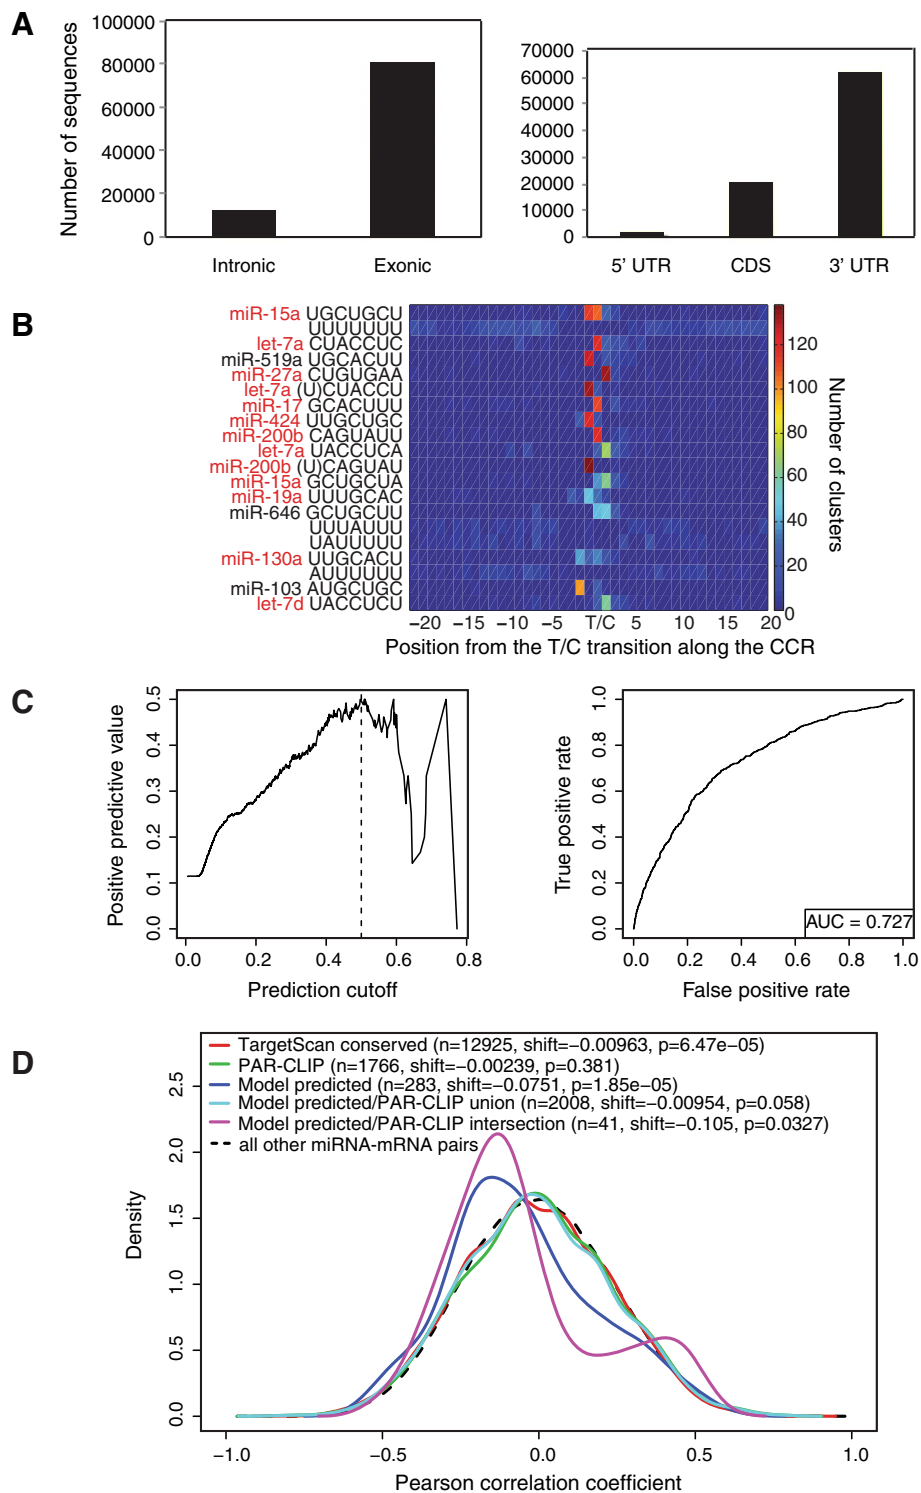 A
Number of sequences
100000
80000
60000
40000
20000
0
Intronic
Exonic
70000
60000
50000
40000
30000
20000
10000
0
5' UTR
CDS
3' UTR
B
miR-15a UGCUGCU
UUUUUUU
let-7a CUACCUC
miR-519a UGCACUU
miR-27a CUGUGAA
let-7a (U)CUACCU
miR-17 GCACUUU
miR-424 UUGCUGC
miR-200b CAGUAUU
let-7a UACCUCA
miR-200b (U)CAGUAU
miR-15a GCUGCUA
miR-19a UUUGCAC
miR-646 GCUGCUU
UUUAUUU
UAUUUUU
miR-130a UUGCACU
AUUUUUU
miR-103 AUGCUGC
let-7d UACCUCU
−20 −15 −10 −5 T/C 5 10 15 20
Position from the T/C transition along the CCR
120
100
80
60
40
20
0
Number of clusters
C
Positive predictive value
0.5
0.4
0.3
0.2
0.1
0.0
0.0 0.2 0.4 0.6 0.8
Prediction cutoff
True positive rate
1.0
0.8
0.6
0.4
0.2
0.0
AUC = 0.727
0.0 0.2 0.4 0.6 0.8 1.0
False positive rate
D
TargetScan conserved (n=12925, shift=−0.00963, p=6.47e−05)
PAR-CLIP (n=1766, shift=−0.00239, p=0.381)
Model predicted (n=283, shift=−0.0751, p=1.85e−05)
Model predicted/PAR-CLIP union (n=2008, shift=−0.00954, p=0.058)
Model predicted/PAR-CLIP intersection (n=41, shift=−0.105, p=0.0327)
all other miRNA-mRNA pairs
Density
2.5
2.0
1.5
1.0
0.5
0.0
−1.0 −0.5 0.0 0.5 1.0
Pearson correlation coefficient